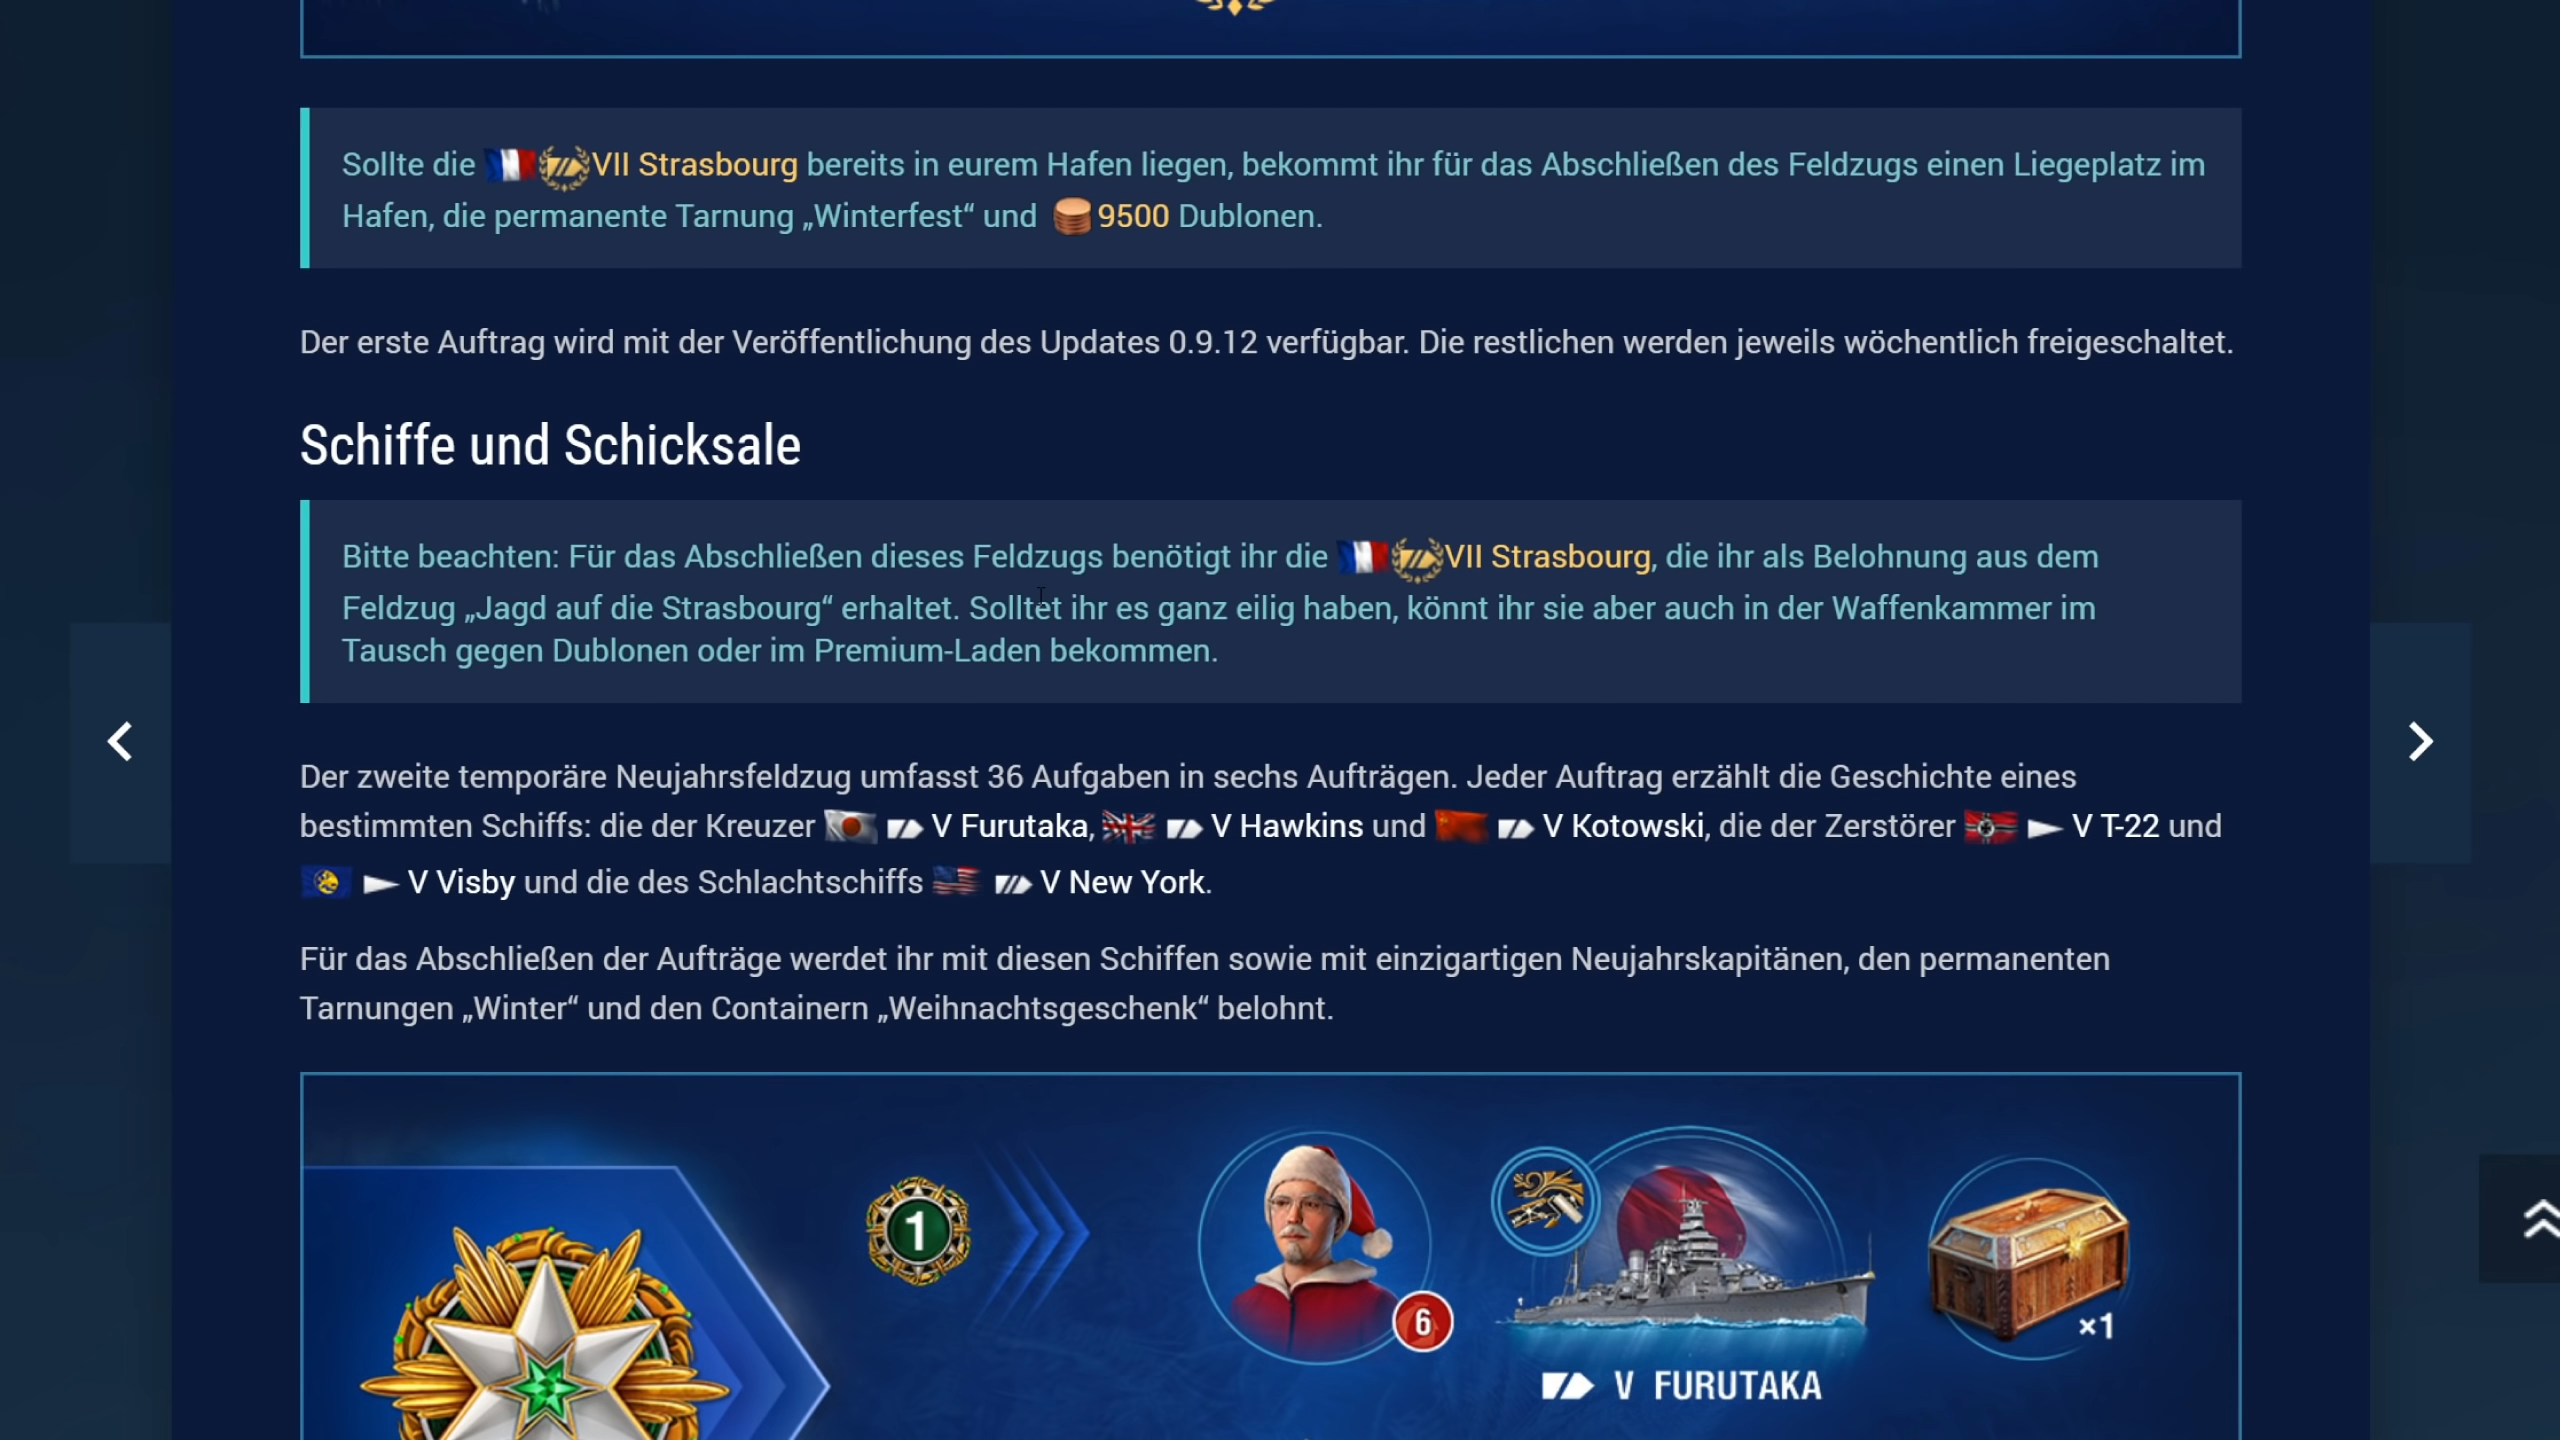 Sollte die VII Strasbourg bereits in eurem Hafen liegen, bekommt ihr für das Abschließen des Feldzugs einen Liegeplatz im
Hafen, die permanente Tarnung „Winterfest“ und 9500 Dublonen.
Der erste Auftrag wird mit der Veröffentlichung des Updates 0.9.12 verfügbar. Die restlichen werden jeweils wöchentlich freigeschaltet.
Schiffe und Schicksale
Bitte beachten: Für das Abschließen dieses Feldzugs benötigt ihr die VII Strasbourg, die ihr als Belohnung aus dem
Feldzug „Jagd auf die Strasbourg“ erhaltet. Solltet ihr es ganz eilig haben, könnt ihr sie aber auch in der Waffenkammer im
Tausch gegen Dublonen oder im Premium-Laden bekommen.
Der zweite temporäre Neujahrsfeldzug umfasst 36 Aufgaben in sechs Aufträgen. Jeder Auftrag erzählt die Geschichte eines
bestimmten Schiffs: die der Kreuzer V Furutaka, V Hawkins und V Kotowski, die der Zerstörer V T-22 und
V Visby und die des Schlachtschiffs V New York.
Für das Abschließen der Aufträge werdet ihr mit diesen Schiffen sowie mit einzigartigen Neujahrskapitänen, den permanenten
Tarnungen „Winter“ und den Containern „Weihnachtsgeschenk“ belohnt.
1
6
×1
V FURUTAKA